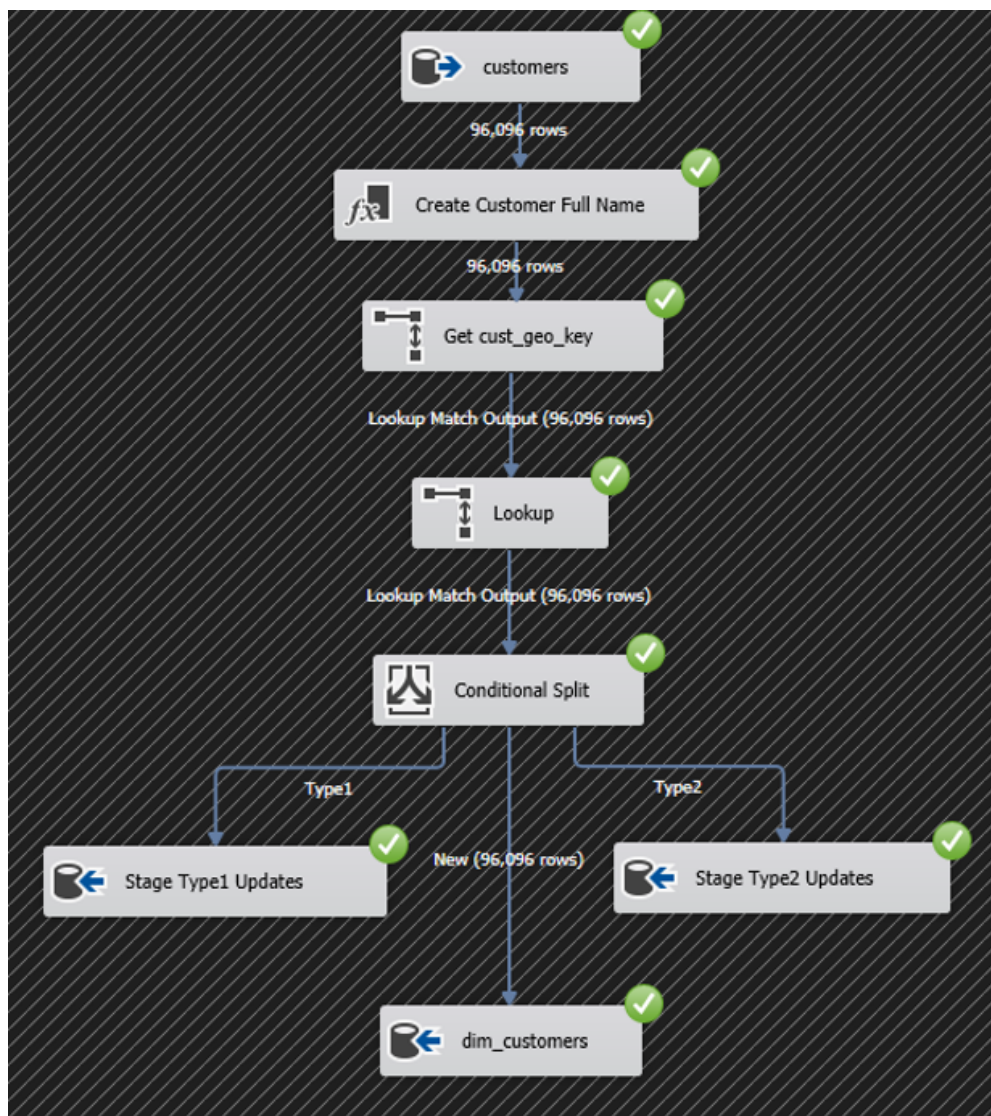 customers
96,096 rows
Create Customer Full Name
96,096 rows
Get cust_geo_key
Lookup Match Output (96,096 rows)
Lookup
Lookup Match Output (96,096 rows)
Conditional Split
Type1
Type2
New (96,096 rows)
Stage Type1 Updates
Stage Type2 Updates
dim_customers